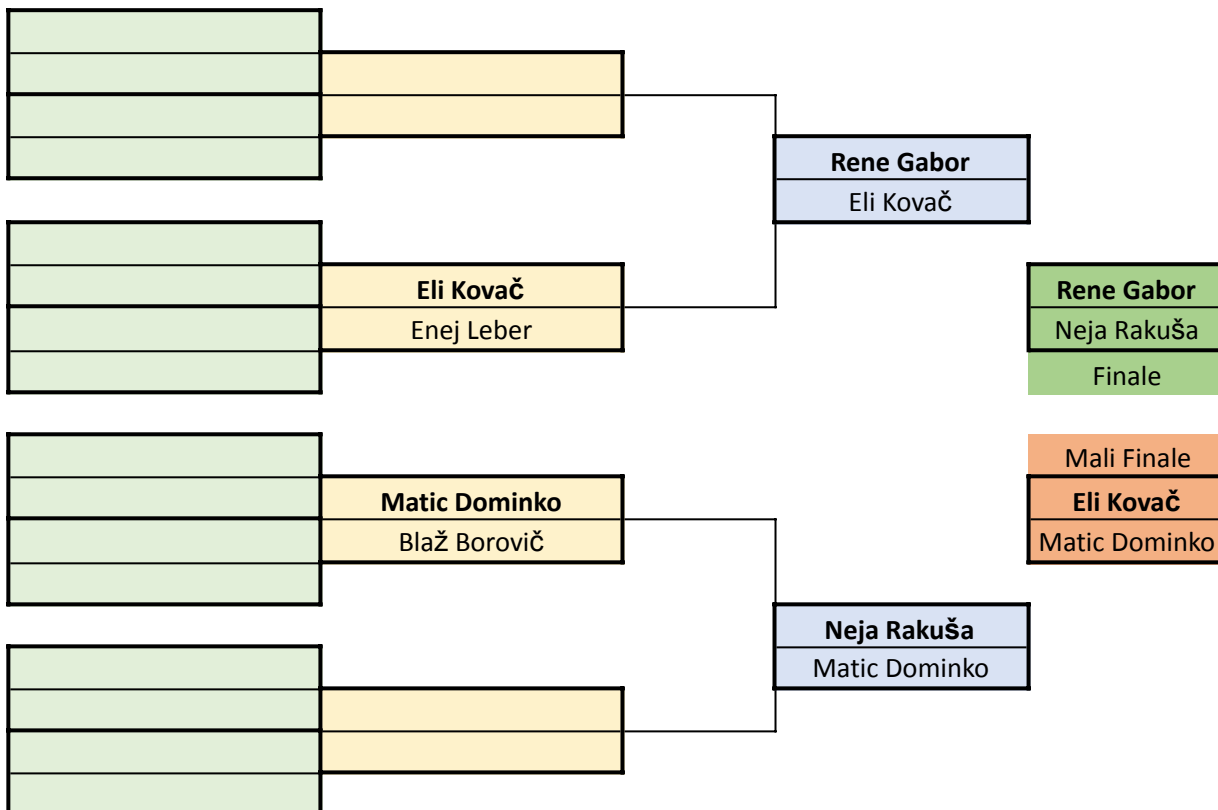 Rene Gabor
Eli Kovač
Eli Kovač
Enej Leber
Rene Gabor
Neja Rakuša
Finale
Mali Finale
Eli Kovač
Matic Dominko
Matic Dominko
Blaž Borovič
Neja Rakuša
Matic Dominko